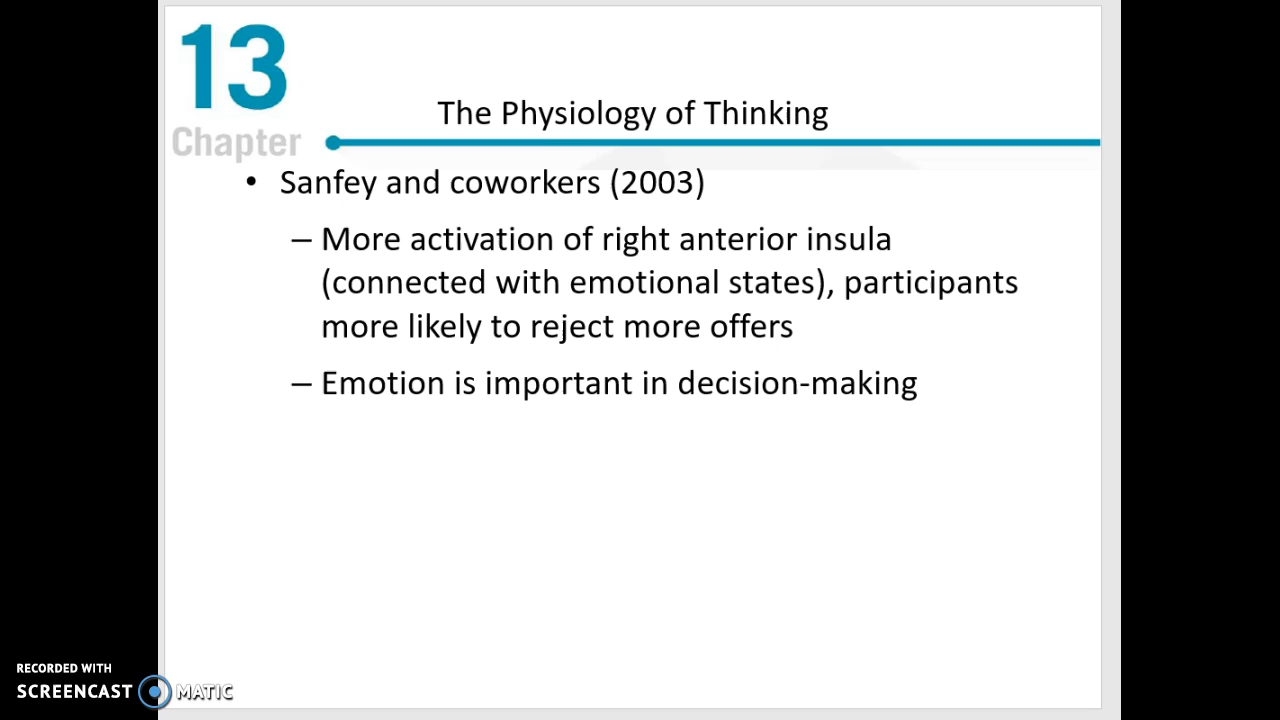 13
Chapter
The Physiology of Thinking
• Sanfey and coworkers (2003)
– More activation of right anterior insula
(connected with emotional states), participants
more likely to reject more offers
– Emotion is important in decision-making
RECORDED WITH
SCREENCAST MATIC